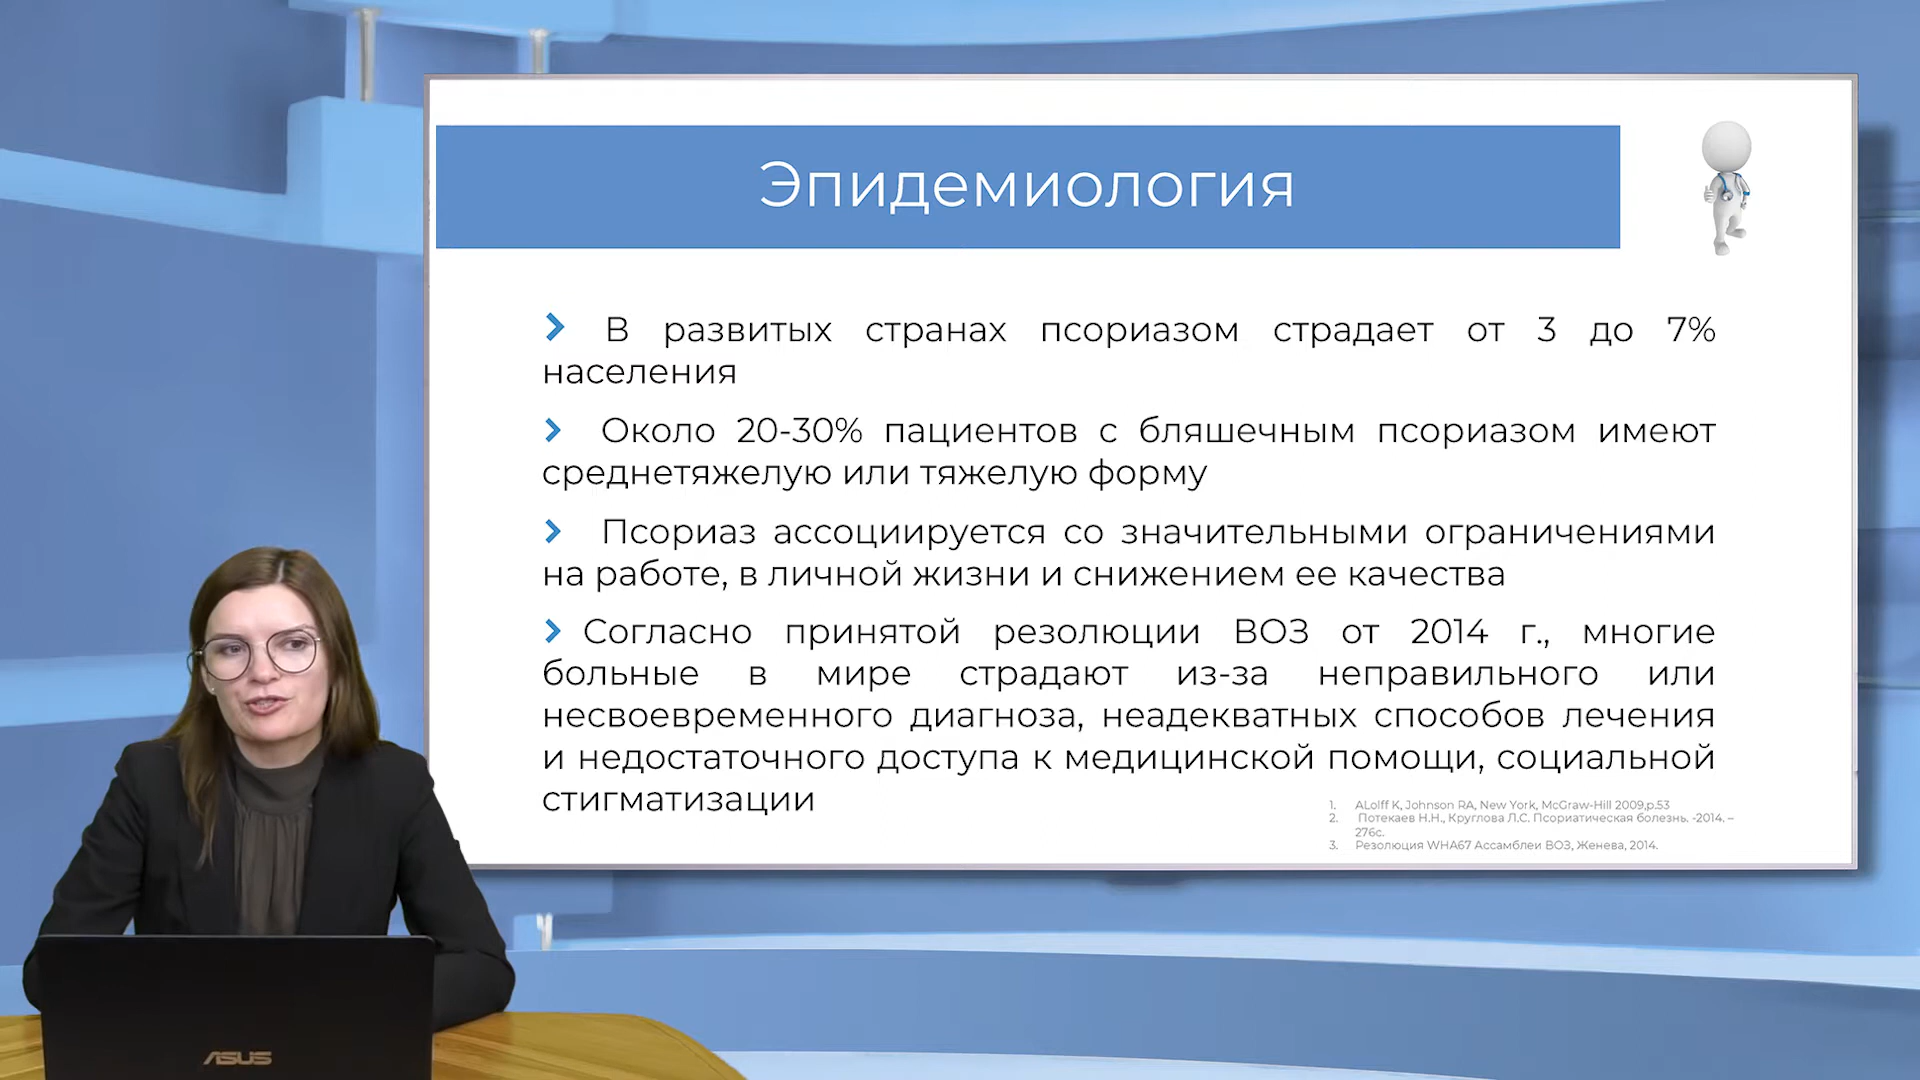 Эпидемиология
В развитых странах псориазом страдает от 3 до 7%
населения
Около 20-30% пациентов с бляшечным псориазом имеют
среднетяжелую или тяжелую форму
Псориаз ассоциируется со значительными ограничениями
на работе, в личной жизни и снижением ее качества
Согласно принятой резолюции ВОЗ от 2014 г., многие
больные в мире страдают из-за неправильного или
несвоевременного диагноза, неадекватных способов лечения
и недостаточного доступа к медицинской помощи, социальной
стигматизации
1. ALolff K, Johnson RA, New York, McGraw-Hill 2009,p.53
2. Потекаев Н.Н., Круглова Л.С. Псориатическая болезнь. -2014. –
276с.
3. Резолюция WHA67 Ассамблеи ВОЗ, Женева, 2014.
ASUS